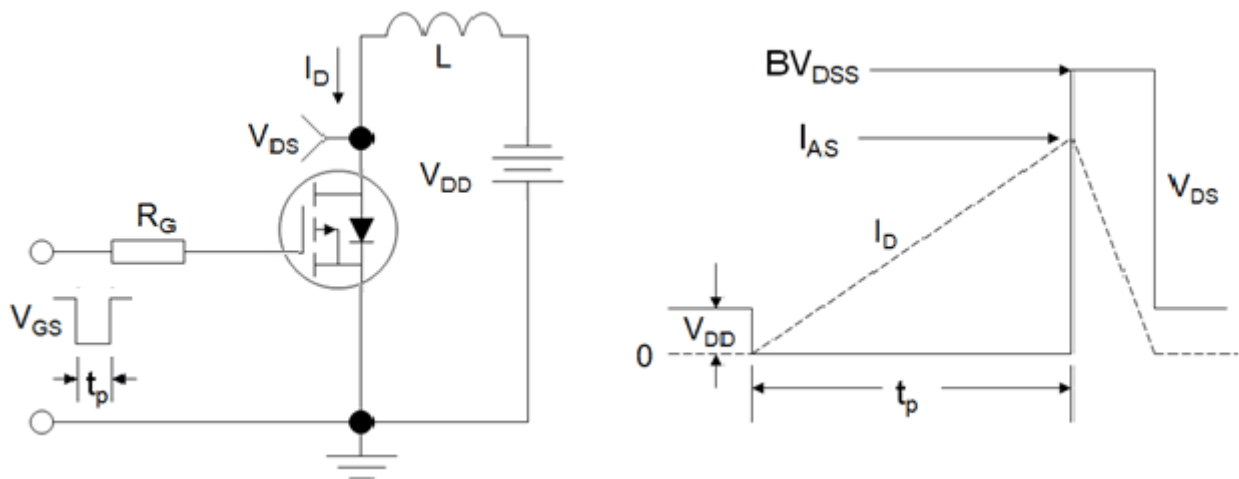 L
I_D
V_DS
V_DD
R_G
V_GS
t_p
BV_DSS
I_AS
V_DS
I_D
V_DD
0
t_p